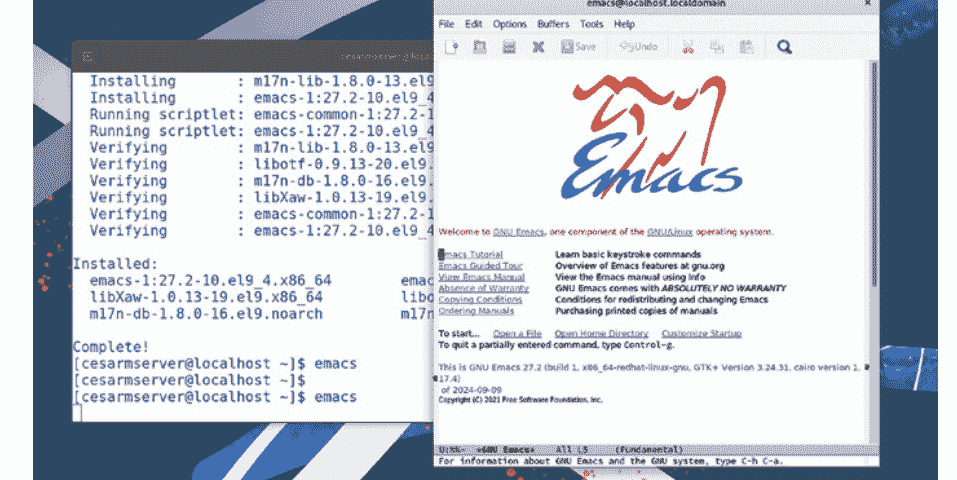 Installing : m17n-lib-1.8.0-13.el9
Installing : emacs-1:27.2-10.el9_4
Running scriptlet: emacs-common-1:27.2-1
Running scriptlet: emacs-1:27.2-10.el9_4
Verifying : m17n-lib-1.8.0-13.el9
Verifying : libotf-0.9.13-20.el9.
Verifying : m17n-db-1.8.0-16.el9.
Verifying : libXaw-1.0.13-19.el9.
Verifying : emacs-common-1:27.2-1
Verifying : emacs-1:27.2-10.el9_4
Installed:
emacs-1:27.2-10.el9_4.x86_64 emac
libXaw-1.0.13-19.el9.x86_64 libo
m17n-db-1.8.0-16.el9.noarch m17n
Complete!
[cesarmserver@localhost ~]$ emacs
[cesarmserver@localhost ~]$
[cesarmserver@localhost ~]$ emacs
emacs@localhost.localdomain
File Edit Options Buffers Tools Help
Save Undo
Emacs
Welcome to GNU Emacs, one component of the GNU/Linux operating system.
Emacs Tutorial Learn basic keystroke commands
Emacs Guided Tour Overview of Emacs features at gnu.org
View Emacs Manual View the Emacs manual using Info
Absence of Warranty GNU Emacs comes with ABSOLUTELY NO WARRANTY
Copying Conditions Conditions for redistributing and changing Emacs
Ordering Manuals Purchasing printed copies of manuals
To start... Open a File Open Home Directory Customize Startup
To quit a partially entered command, type Control-g.
This is GNU Emacs 27.2 (build 1, x86_64-redhat-linux-gnu, GTK+ Version 3.24.31, cairo version 1.
17.4)
of 2024-09-09
Copyright (C) 2021 Free Software Foundation, Inc.
U:%%- *GNU Emacs* All L5 (Fundamental)
For information about GNU Emacs and the GNU system, type C-h C-a.